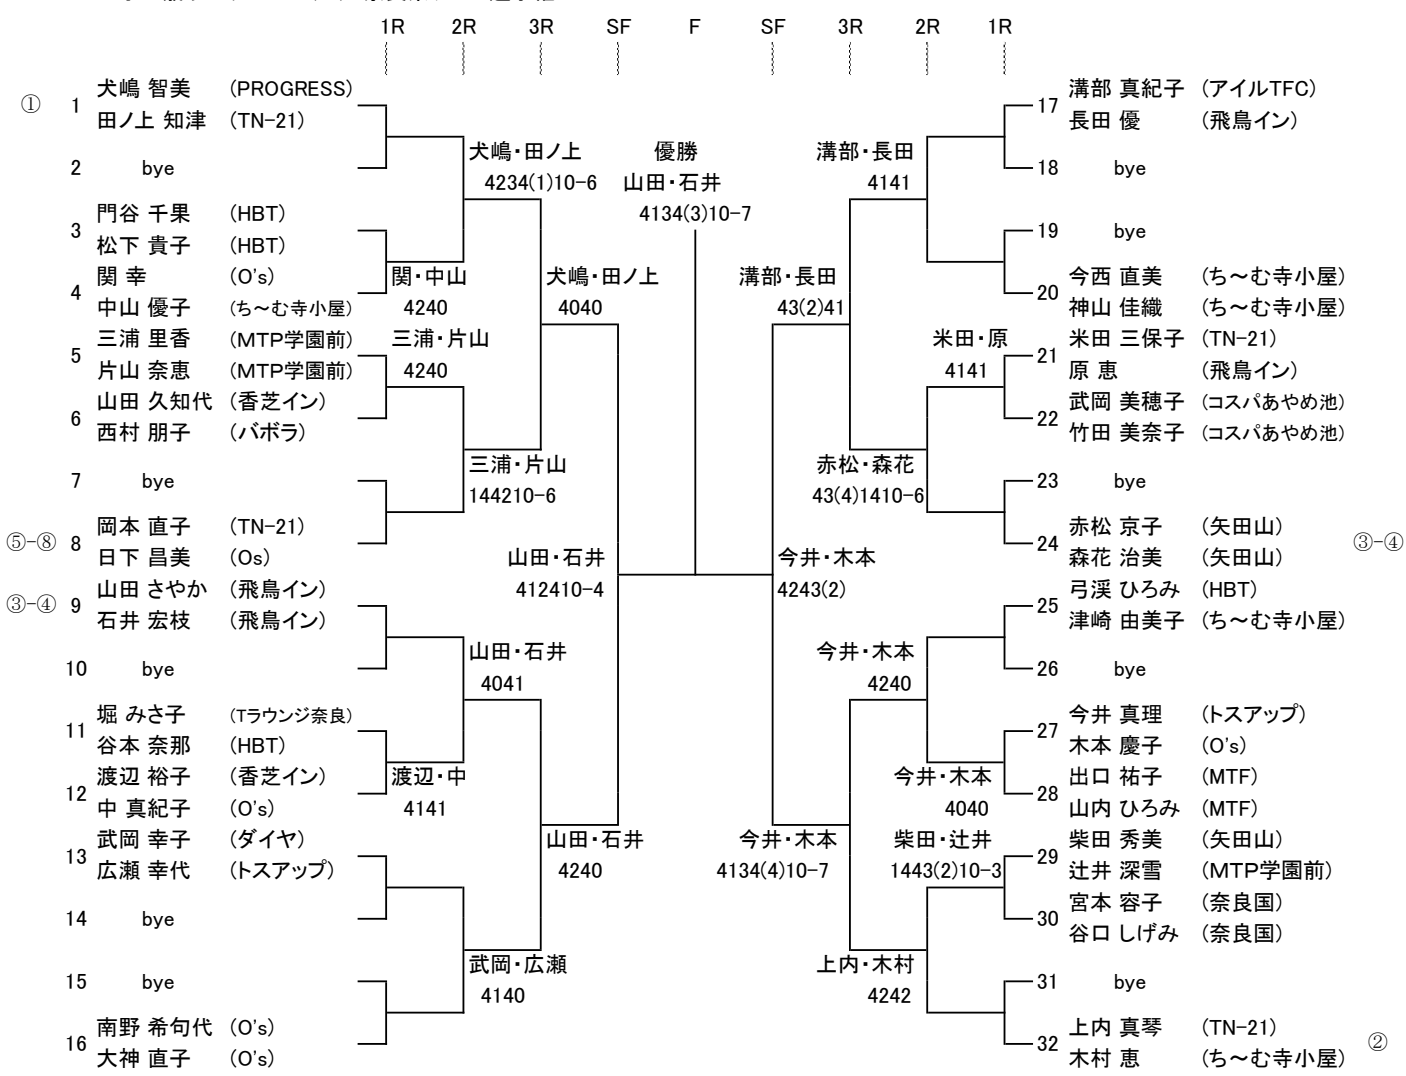 1R 2R 3R SF F SF 3R 2R 1R
① 1 犬嶋 智美 (PROGRESS)
田ノ上 知津 (TN-21)
2 bye
3 門谷 千果 (HBT)
松下 貴子 (HBT)
4 関 幸 (O's)
中山 優子 (ち～む寺小屋)
5 三浦 里香 (MTP学園前)
片山 奈恵 (MTP学園前)
6 山田 久知代 (香芝イン)
西村 朋子 (バボラ)
7 bye
⑤-⑧ 8 岡本 直子 (TN-21)
日下 昌美 (Os)
③-④ 9 山田 さやか (飛鳥イン)
石井 宏枝 (飛鳥イン)
10 bye
11 堀 みさ子 (Tラウンジ奈良)
谷本 奈那 (HBT)
12 渡辺 裕子 (香芝イン)
中 真紀子 (O's)
13 武岡 幸子 (ダイヤ)
広瀬 幸代 (トスアップ)
14 bye
15 bye
16 南野 希句代 (O's)
大神 直子 (O's)
関・中山
4240
三浦・片山
4240
渡辺・中
4141
犬嶋・田ノ上
4234(1)10-6
三浦・片山
144210-6
山田・石井
4041
武岡・広瀬
4140
犬嶋・田ノ上
4040
山田・石井
4240
山田・石井
412410-4
優勝
山田・石井
4134(3)10-7
今井・木本
4243(2)
溝部・長田
43(2)41
今井・木本
4134(4)10-7
溝部・長田
4141
赤松・森花
43(4)1410-6
今井・木本
4240
上内・木村
4242
米田・原
4141
今井・木本
4040
柴田・辻井
1443(2)10-3
17 溝部 真紀子 (アイルTFC)
長田 優 (飛鳥イン)
18 bye
19 bye
20 今西 直美 (ち～む寺小屋)
神山 佳織 (ち～む寺小屋)
21 米田 三保子 (TN-21)
原 恵 (飛鳥イン)
22 武岡 美穂子 (コスパあやめ池)
竹田 美奈子 (コスパあやめ池)
23 bye
24 赤松 京子 (矢田山) ③-④
森花 治美 (矢田山)
25 弓渓 ひろみ (HBT)
津崎 由美子 (ち～む寺小屋)
26 bye
27 今井 真理 (トスアップ)
木本 慶子 (O's)
28 出口 祐子 (MTF)
山内 ひろみ (MTF)
29 柴田 秀美 (矢田山)
辻井 深雪 (MTP学園前)
30 宮本 容子 (奈良国)
谷口 しげみ (奈良国)
31 bye
32 上内 真琴 (TN-21) ②
木村 恵 (ち～む寺小屋)